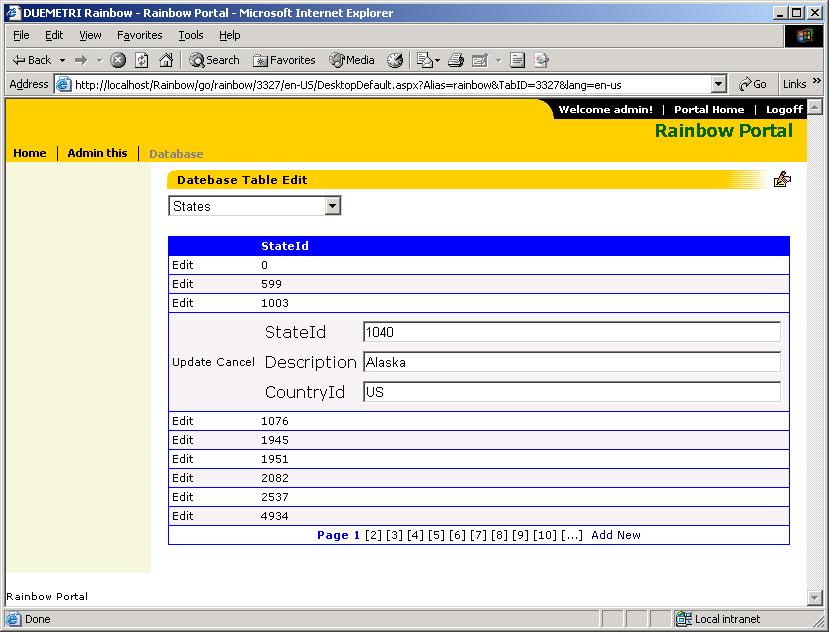 DUEMETRI Rainbow - Rainbow Portal - Microsoft Internet Explorer
File Edit View Favorites Tools Help
Back Search Favorites Media
Address http://localhost/Rainbow/go/rainbow/3327/en-US/DesktopDefault.aspx?Alias=rainbow&TabID=3327&lang=en-us Go Links »
Welcome admin! | Portal Home | Logoff
Rainbow Portal
Home | Admin this | Database
Datebase Table Edit
States
StateId
Edit 0
Edit 599
Edit 1003
StateId 1040
Update Cancel Description Alaska
CountryId US
Edit 1076
Edit 1945
Edit 1951
Edit 2082
Edit 2537
Edit 4934
Page 1 [2] [3] [4] [5] [6] [7] [8] [9] [10] [...] Add New
Rainbow Portal
Done Local intranet